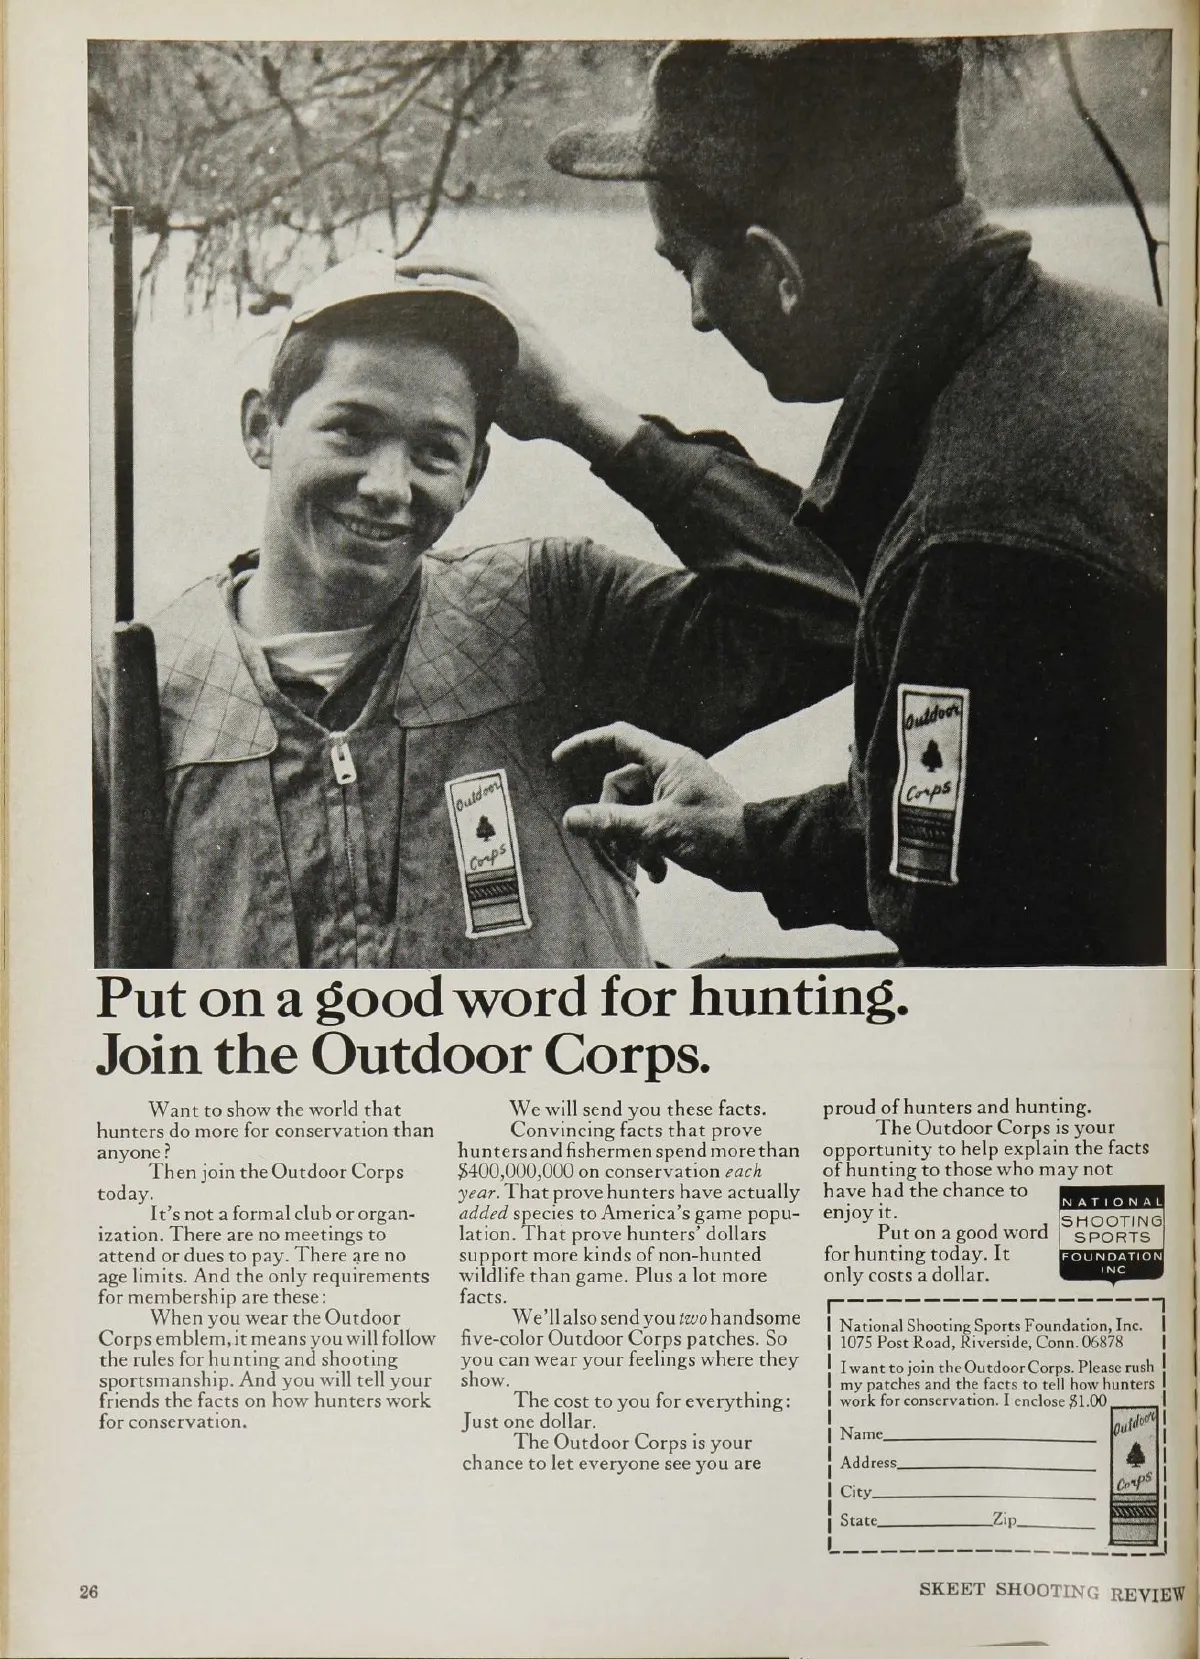 Outdoor
Corps
Outdoor
Corps
Put on a good word for hunting.
Join the Outdoor Corps.
Want to show the world that
hunters do more for conservation than
anyone?
Then join the Outdoor Corps
today.
It's not a formal club or organ-
ization. There are no meetings to
attend or dues to pay. There are no
age limits. And the only requirements
for membership are these:
When you wear the Outdoor
Corps emblem, it means you will follow
the rules for hunting and shooting
sportsmanship. And you will tell your
friends the facts on how hunters work
for conservation.
We will send you these facts.
Convincing facts that prove
hunters and fishermen spend more than
$400,000,000 on conservation each
year. That prove hunters have actually
added species to America's game popu-
lation. That prove hunters' dollars
support more kinds of non-hunted
wildlife than game. Plus a lot more
facts.
We'll also send you two handsome
five-color Outdoor Corps patches. So
you can wear your feelings where they
show.
The cost to you for everything:
Just one dollar.
The Outdoor Corps is your
chance to let everyone see you are
proud of hunters and hunting.
The Outdoor Corps is your
opportunity to help explain the facts
of hunting to those who may not
have had the chance to
enjoy it.
Put on a good word
for hunting today. It
only costs a dollar.
NATIONAL
SHOOTING
SPORTS
FOUNDATION
INC
National Shooting Sports Foundation, Inc.
1075 Post Road, Riverside, Conn. 06878
I want to join the Outdoor Corps. Please rush
my patches and the facts to tell how hunters
work for conservation. I enclose $1.00
Name
Address
City
State Zip
Outdoor
Corps
26
SKEET SHOOTING REVIEW